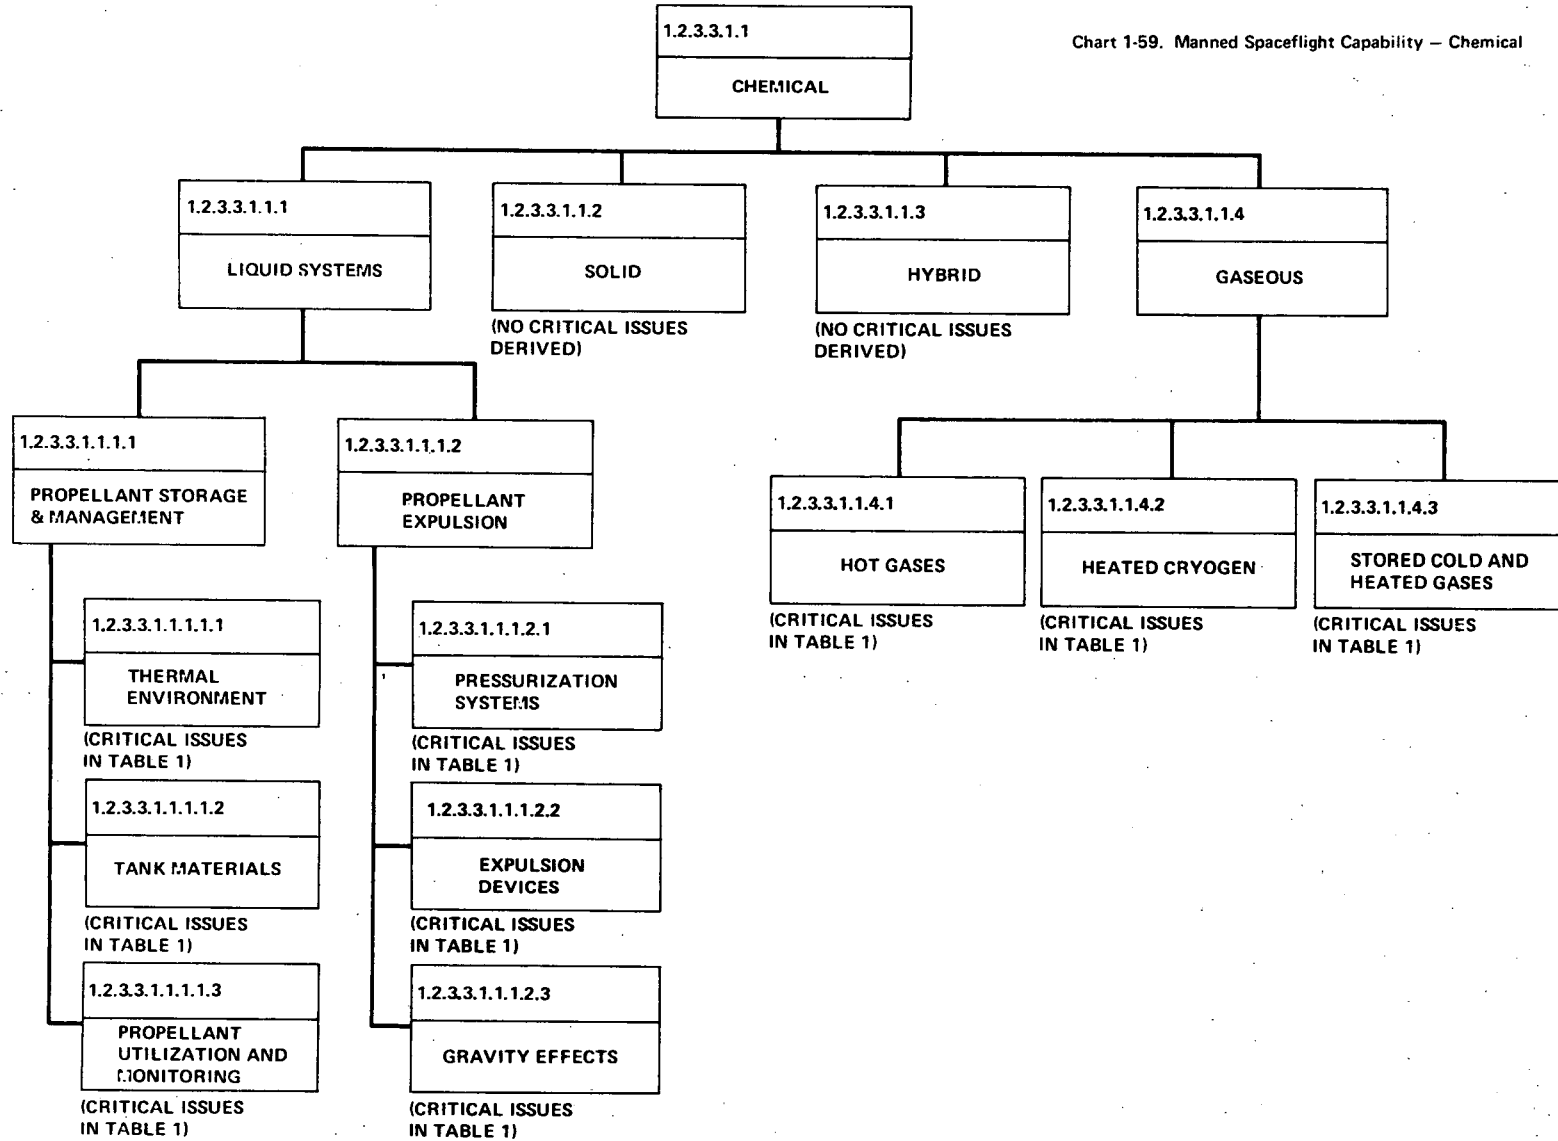 Chart 1-59. Manned Spaceflight Capability — Chemical
1.2.3.3.1.1
CHEMICAL
1.2.3.3.1.1.1
LIQUID SYSTEMS
1.2.3.3.1.1.2
SOLID
(NO CRITICAL ISSUES
DERIVED)
1.2.3.3.1.1.3
HYBRID
(NO CRITICAL ISSUES
DERIVED)
1.2.3.3.1.1.4
GASEOUS
1.2.3.3.1.1.1.1
PROPELLANT STORAGE
& MANAGEMENT
1.2.3.3.1.1.1.2
PROPELLANT
EXPULSION
1.2.3.3.1.1.4.1
HOT GASES
(CRITICAL ISSUES
IN TABLE 1)
1.2.3.3.1.1.4.2
HEATED CRYOGEN
(CRITICAL ISSUES
IN TABLE 1)
1.2.3.3.1.1.4.3
STORED COLD AND
HEATED GASES
(CRITICAL ISSUES
IN TABLE 1)
1.2.3.3.1.1.1.1.1
THERMAL
ENVIRONMENT
(CRITICAL ISSUES
IN TABLE 1)
1.2.3.3.1.1.1.1.2
TANK MATERIALS
(CRITICAL ISSUES
IN TABLE 1)
1.2.3.3.1.1.1.1.3
PROPELLANT
UTILIZATION AND
MONITORING
(CRITICAL ISSUES
IN TABLE 1)
1.2.3.3.1.1.1.2.1
PRESSURIZATION
SYSTEMS
(CRITICAL ISSUES
IN TABLE 1)
1.2.3.3.1.1.1.2.2
EXPULSION
DEVICES
(CRITICAL ISSUES
IN TABLE 1)
1.2.3.3.1.1.1.2.3
GRAVITY EFFECTS
(CRITICAL ISSUES
IN TABLE 1)